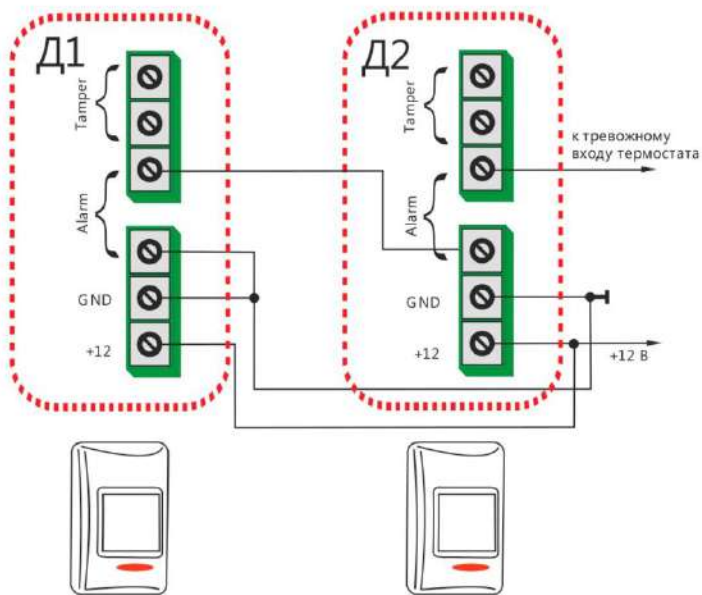 Д1
Tamper
Alarm
GND
+12
Д2
Tamper
Alarm
GND
+12
к тревожному
входу термостата
+12 В